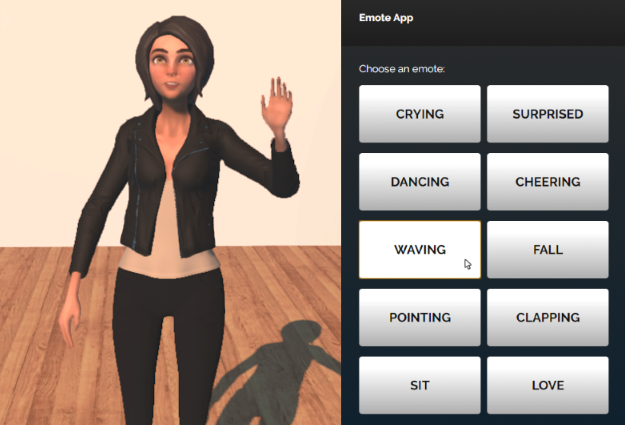 Emote App
Choose an emote:
CRYING
SURPRISED
DANCING
CHEERING
WAVING
FALL
POINTING
CLAPPING
SIT
LOVE